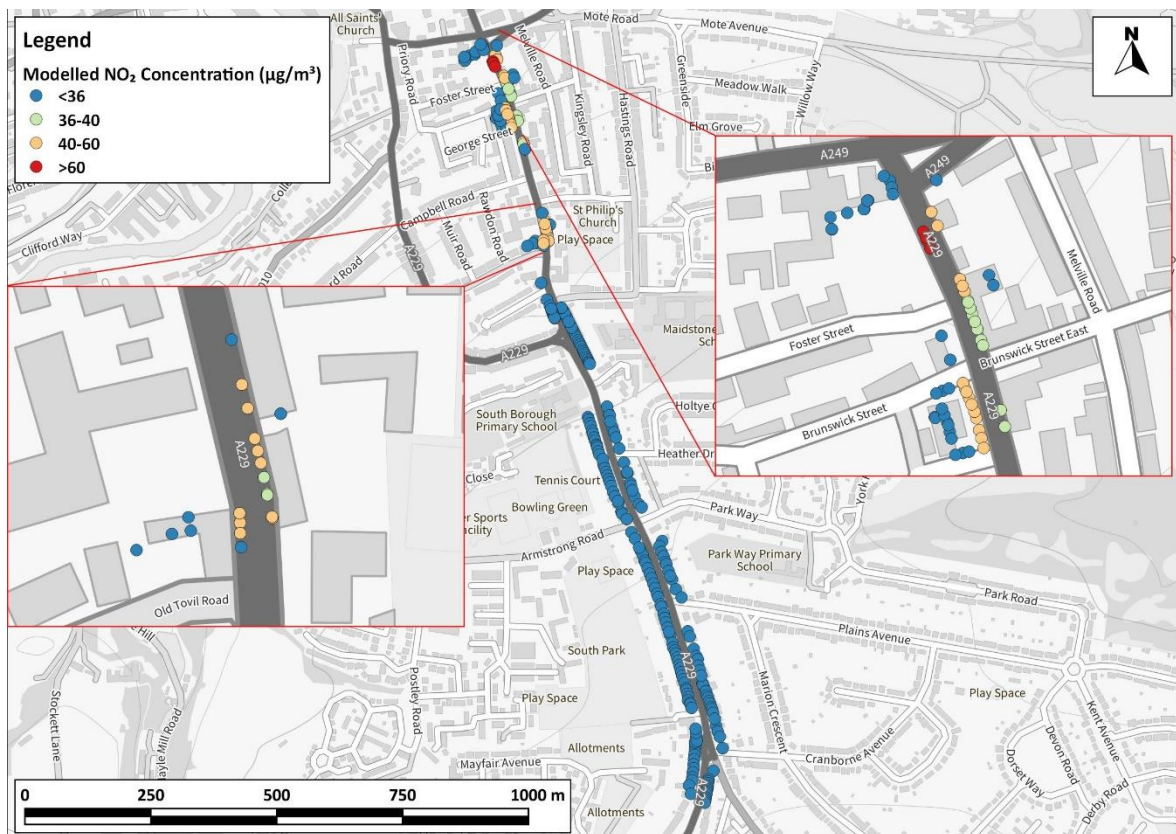 Legend
Modelled NO₂ Concentration (µg/m³)
<36
36-40
40-60
>60
N
All Saints'
Church
Mote Road
Mote Avenue
Melville Road
Priory Road
Greenside
Willow Way
Meadow Walk
Foster Street
Kingsley Road
Hastings Road
Elm Grove
George Street
Campbell Road
Rawdon Road
Muir Road
St Philip's
Church
Play Space
Clifford Way
A229
A229
Maidstone
South Borough
Primary School
Heather Dr
Close
Tennis Court
Bowling Green
Armstrong Road
Park Way
Play Space
Park Way Primary
School
Park Road
Plains Avenue
South Park
A229
Marion Crescent
Postley Road
Play Space
Play Space
Stockett Lane
Kent Avenue
Devon Road
Dorset Way
Derby Road
Cranborne Avenue
Allotments
Mayfair Avenue
Allotments
A229
A249
A249
A229
Melville Road
Foster Street
Brunswick Street East
Brunswick Street
A229
A229
Old Tovil Road
0 250 500 750 1000 m